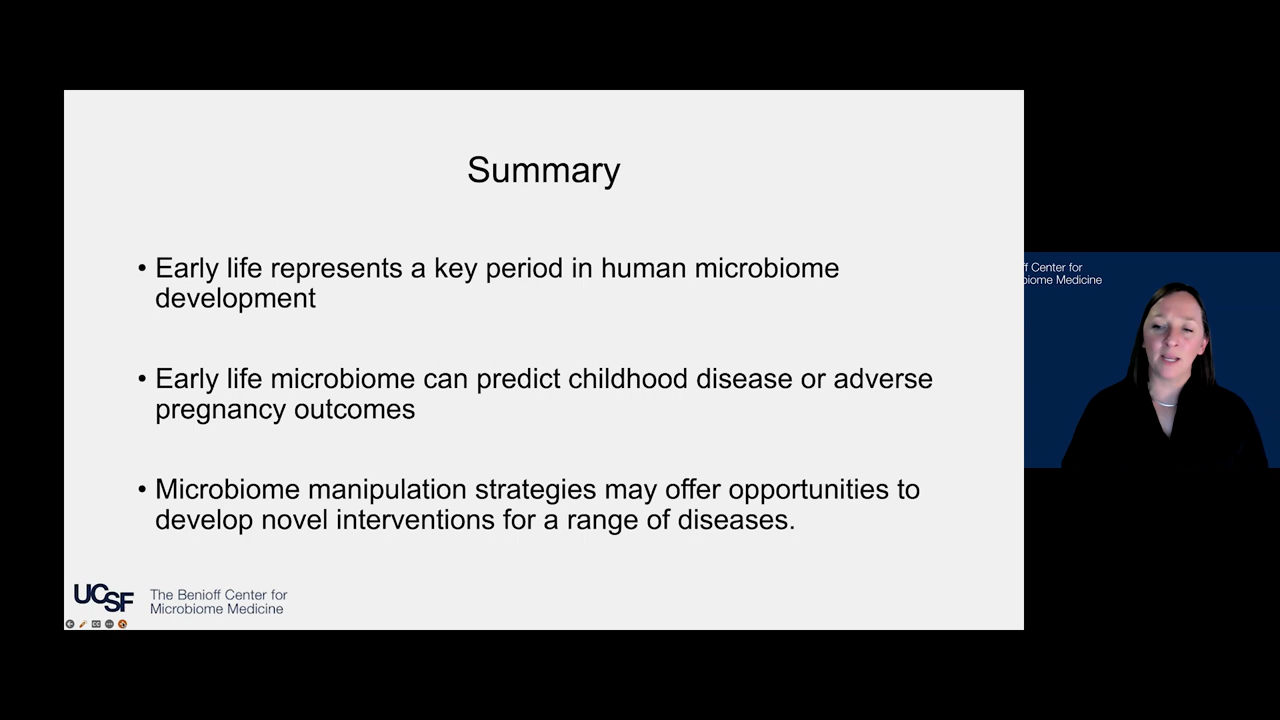 Summary
• Early life represents a key period in human microbiome
development
• Early life microbiome can predict childhood disease or adverse
pregnancy outcomes
• Microbiome manipulation strategies may offer opportunities to
develop novel interventions for a range of diseases.
UCSF
The Benioff Center for
Microbiome Medicine
ff Center for
biome Medicine